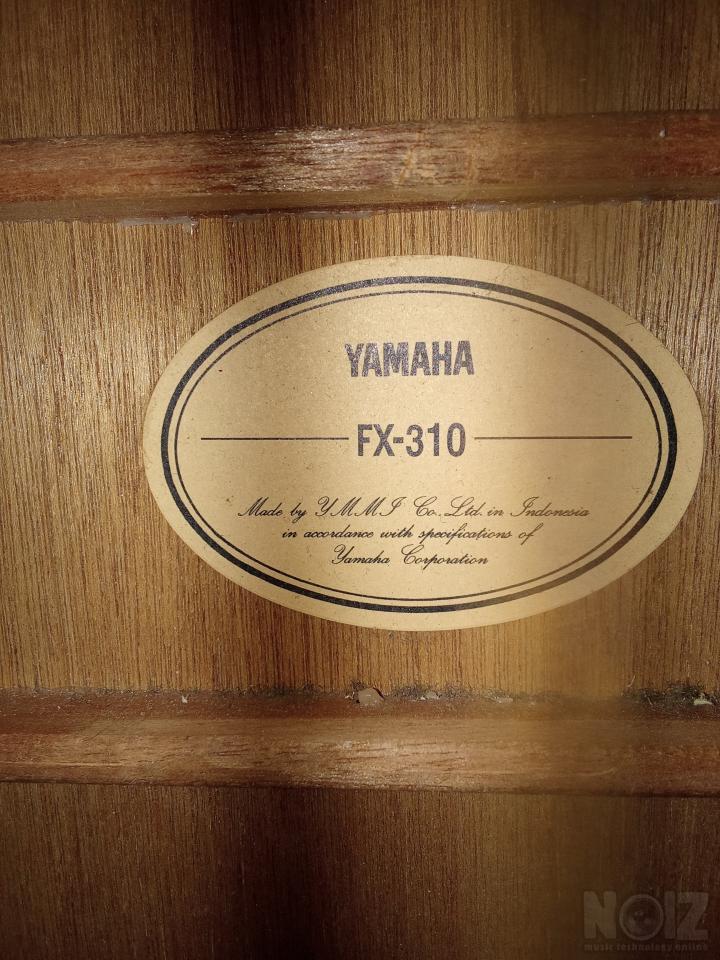 YAMAHA
FX-310
Made by YMMI Co. Ltd. in Indonesia
in accordance with specifications of
Yamaha Corporation
NOIZ
music technology online